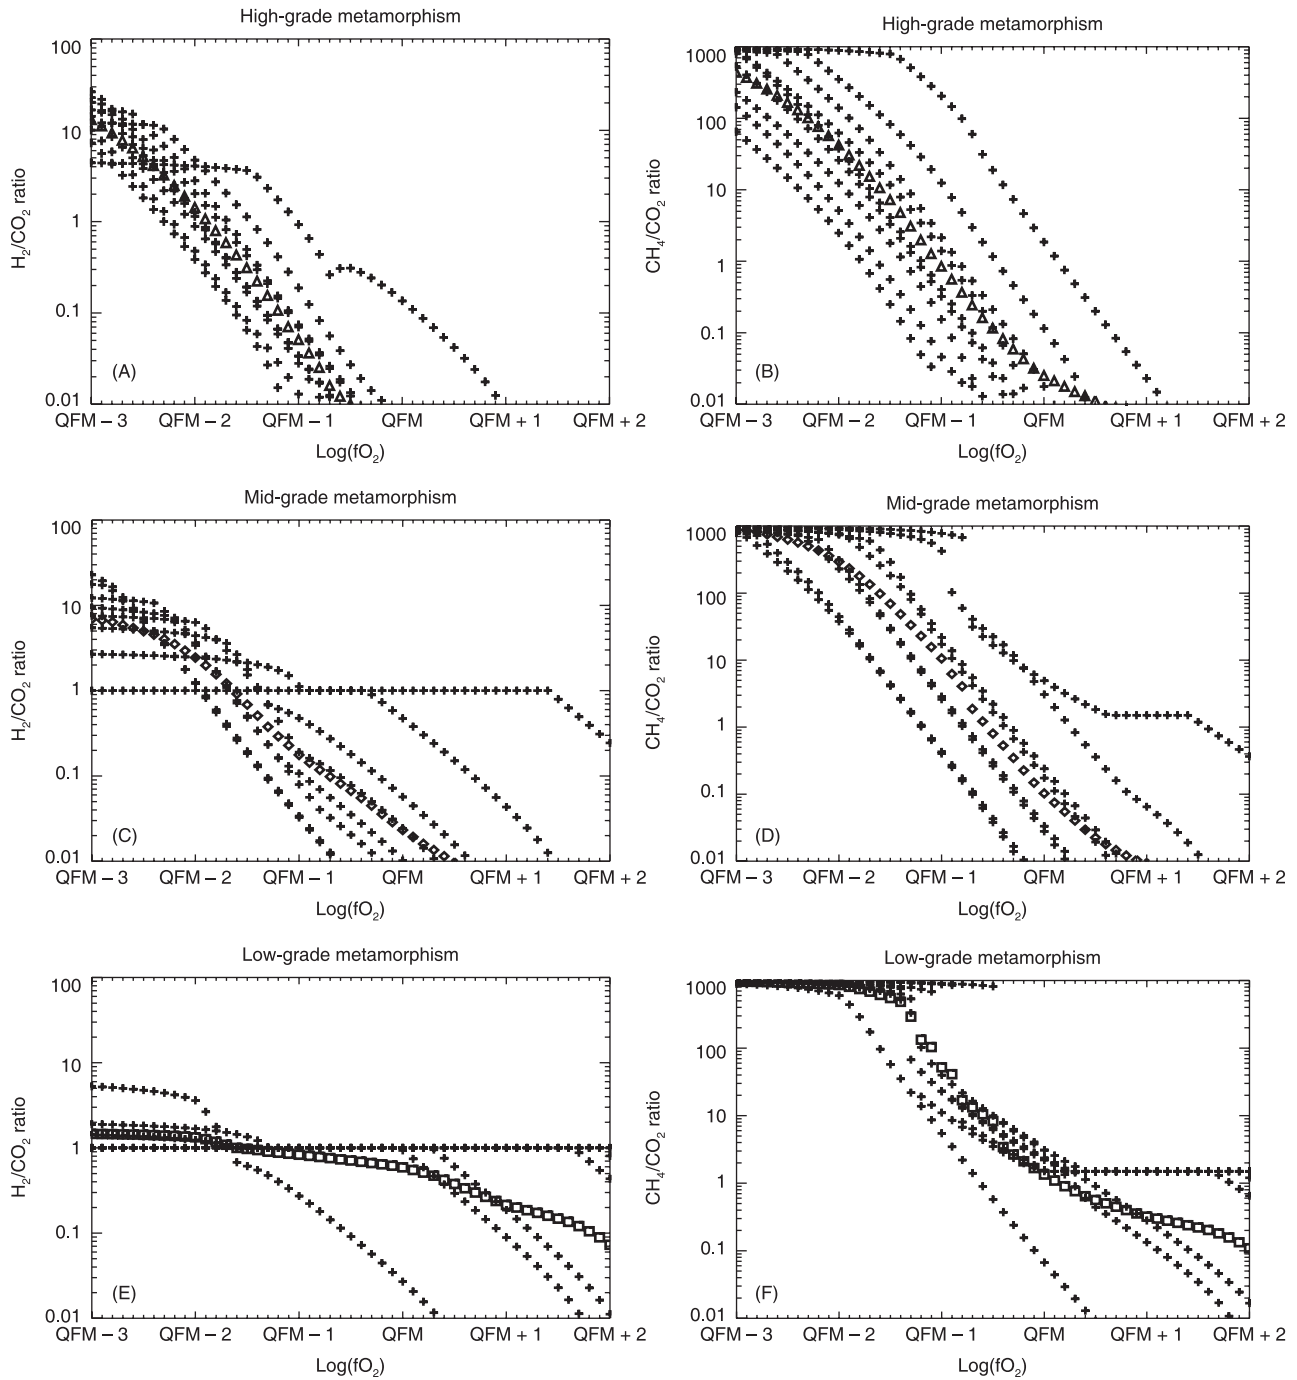 High-grade metamorphism
100
10
1
0.1
0.01
H₂/CO₂ ratio
(A)
QFM − 3 QFM − 2 QFM − 1 QFM QFM + 1 QFM + 2
Log(fO₂)
High-grade metamorphism
1000
100
10
1
0.1
0.01
CH₄/CO₂ ratio
(B)
QFM − 3 QFM − 2 QFM − 1 QFM QFM + 1 QFM + 2
Log(fO₂)
Mid-grade metamorphism
100
10
1
0.1
0.01
H₂/CO₂ ratio
(C)
QFM − 3 QFM − 2 QFM − 1 QFM QFM + 1 QFM + 2
Log(fO₂)
Mid-grade metamorphism
1000
100
10
1
0.1
0.01
CH₄/CO₂ ratio
(D)
QFM − 3 QFM − 2 QFM − 1 QFM QFM + 1 QFM + 2
Log(fO₂)
Low-grade metamorphism
100
10
1
0.1
0.01
H₂/CO₂ ratio
(E)
QFM − 3 QFM − 2 QFM − 1 QFM QFM + 1 QFM + 2
Log(fO₂)
Low-grade metamorphism
1000
100
10
1
0.1
0.01
CH₄/CO₂ ratio
(F)
QFM − 3 QFM − 2 QFM − 1 QFM QFM + 1 QFM + 2
Log(fO₂)